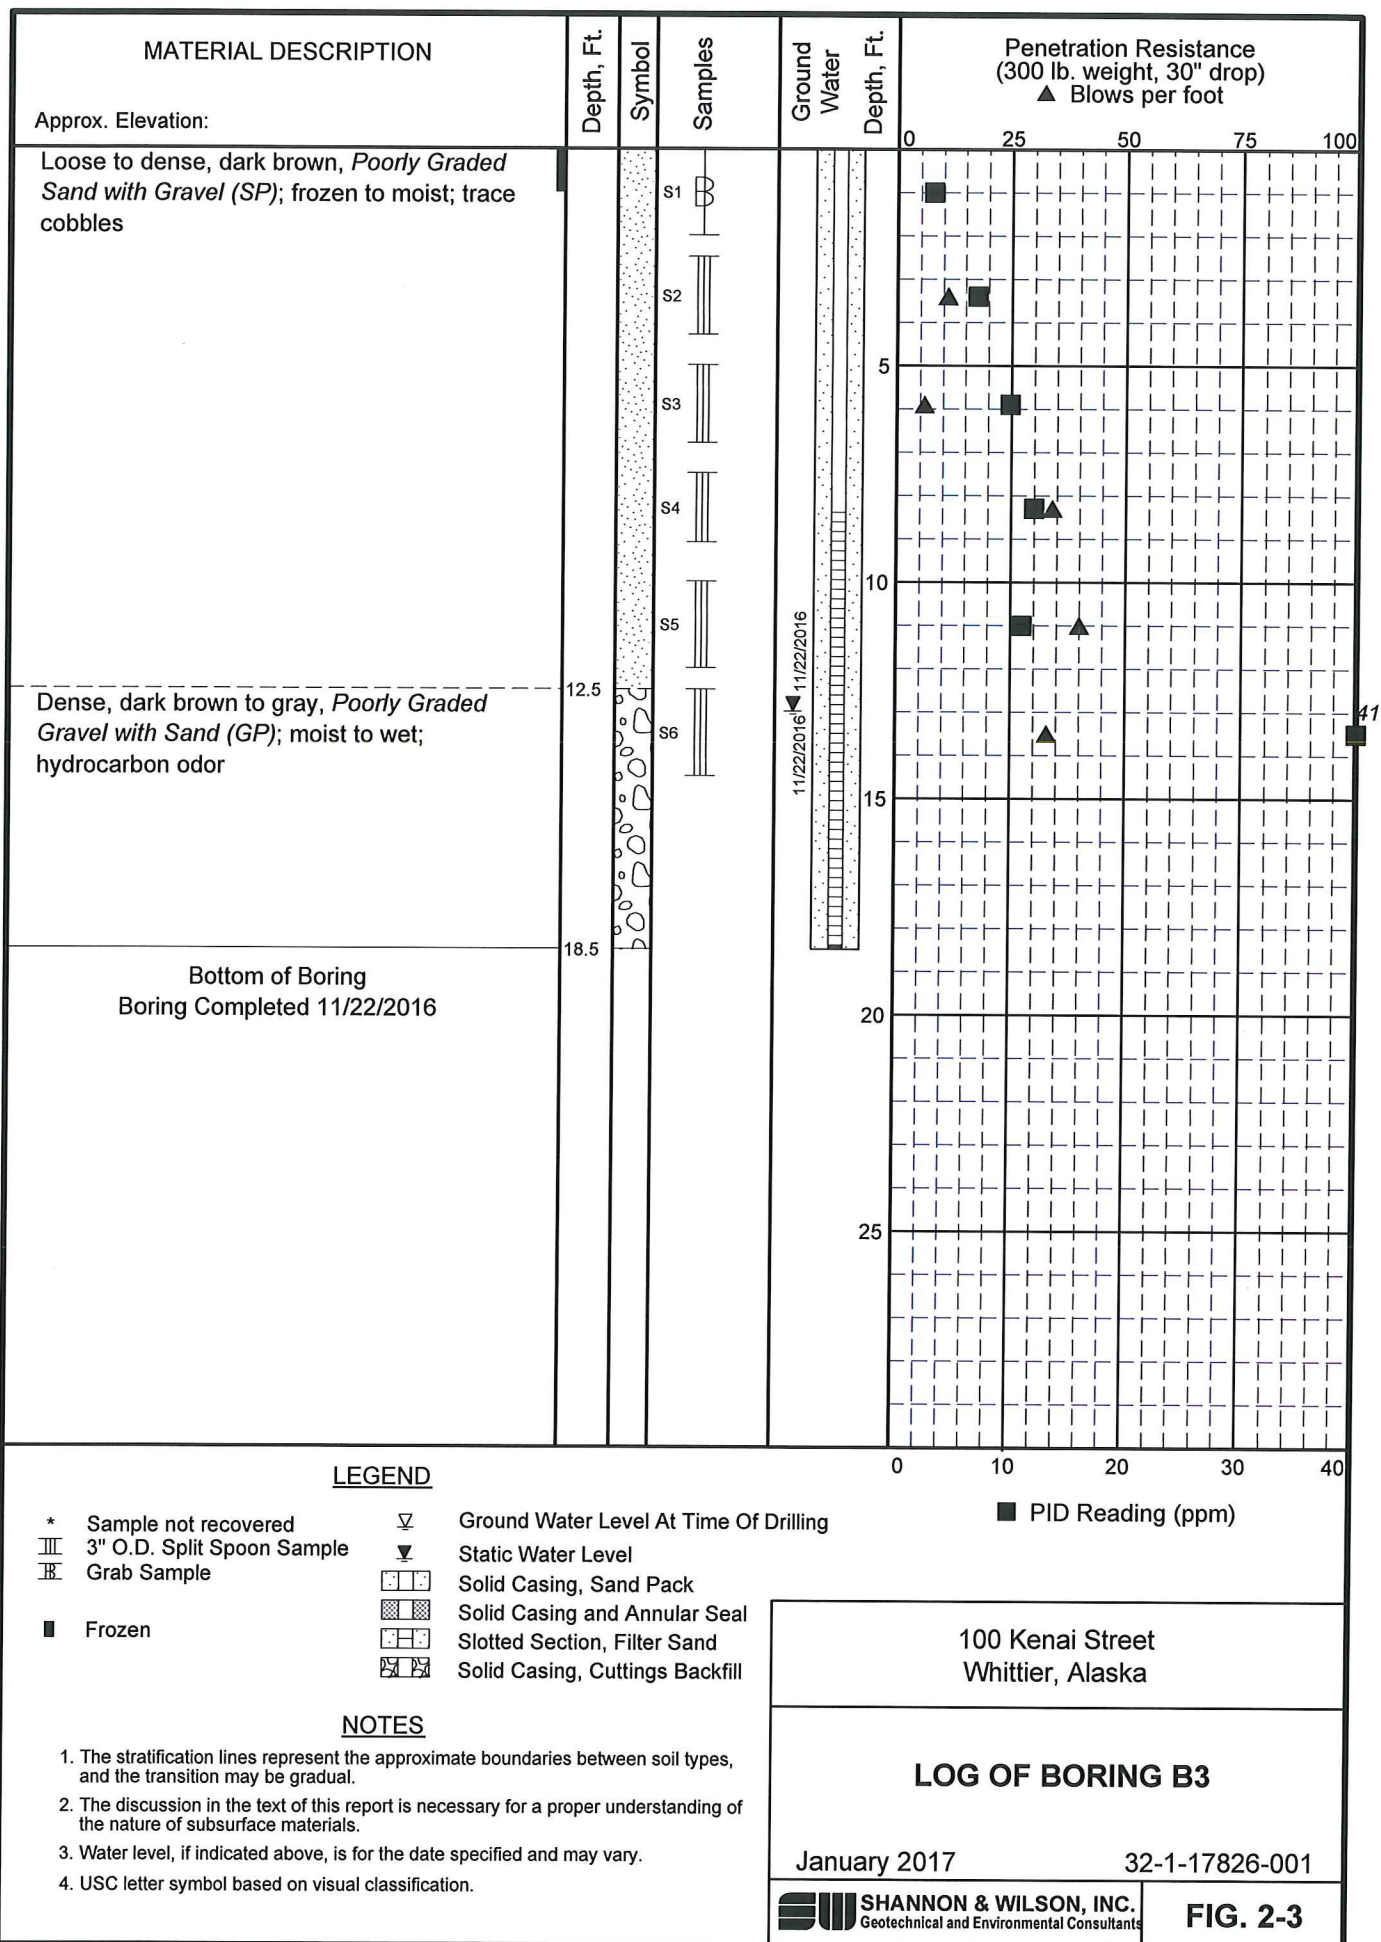 MATERIAL DESCRIPTION
Approx. Elevation:
Depth, Ft.
Symbol
Samples
Ground
Water
Depth, Ft.
Penetration Resistance
(300 lb. weight, 30" drop)
▲ Blows per foot
0 25 50 75 100
Loose to dense, dark brown, Poorly Graded
Sand with Gravel (SP); frozen to moist; trace
cobbles
S1
S2
S3
S4
S5
S6
5
10
15
20
25
11/22/2016
11/22/2016
12.5
41
Dense, dark brown to gray, Poorly Graded
Gravel with Sand (GP); moist to wet;
hydrocarbon odor
18.5
Bottom of Boring
Boring Completed 11/22/2016
0 10 20 30 40
■ PID Reading (ppm)
LEGEND
* Sample not recovered
3" O.D. Split Spoon Sample
B Grab Sample
Frozen
Ground Water Level At Time Of Drilling
Static Water Level
Solid Casing, Sand Pack
Solid Casing and Annular Seal
Slotted Section, Filter Sand
Solid Casing, Cuttings Backfill
NOTES
1. The stratification lines represent the approximate boundaries between soil types,
and the transition may be gradual.
2. The discussion in the text of this report is necessary for a proper understanding of
the nature of subsurface materials.
3. Water level, if indicated above, is for the date specified and may vary.
4. USC letter symbol based on visual classification.
100 Kenai Street
Whittier, Alaska
LOG OF BORING B3
January 2017 32-1-17826-001
SW SHANNON & WILSON, INC.
Geotechnical and Environmental Consultants
FIG. 2-3